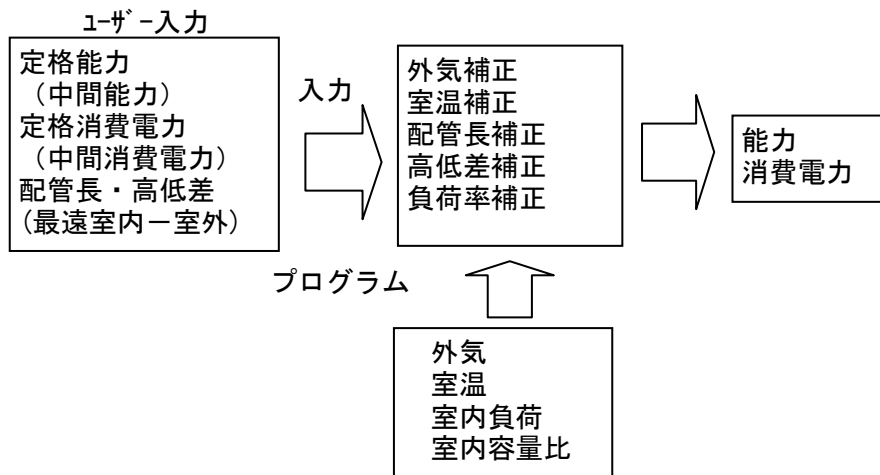 ﾕｰｻﾞｰ入力
定格能力
（中間能力）
定格消費電力
（中間消費電力）
配管長・高低差
(最遠室内－室外)
入力
外気補正
室温補正
配管長補正
高低差補正
負荷率補正
能力
消費電力
プログラム
外気
室温
室内負荷
室内容量比